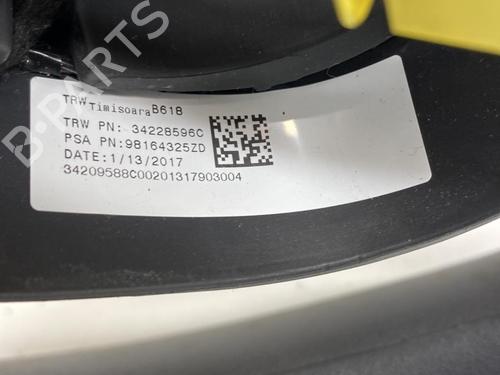 TRW Timisoara B618
TRW PN: 34228596C
PSA PN:98164325ZD
DATE:1/13/2017
34209588C00201317903004
B-PARTS